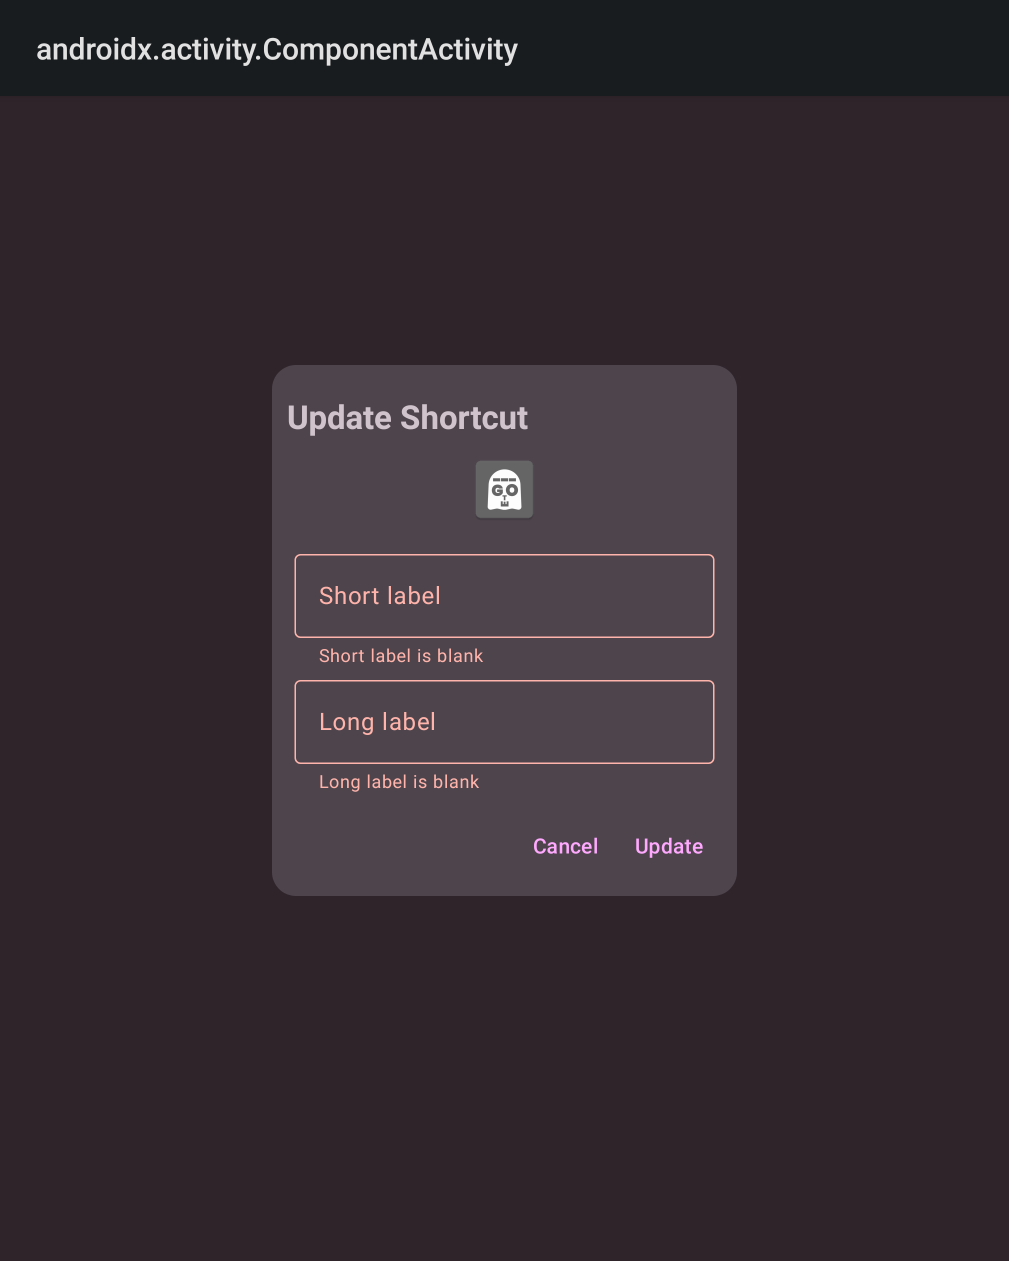 androidx.activity.ComponentActivity
Update Shortcut
GO
Short label
Short label is blank
Long label
Long label is blank
Cancel Update